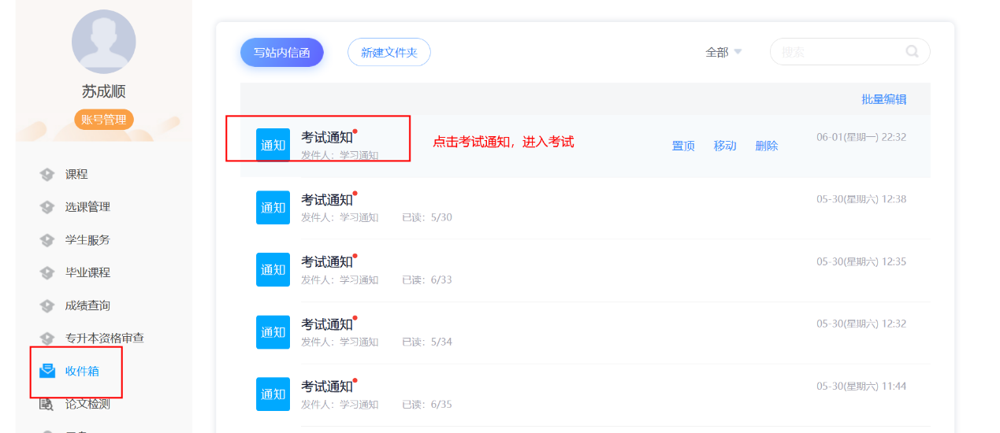 苏成顺
账号管理
课程
选课管理
学生服务
毕业课程
成绩查询
专升本资格审查
收件箱
论文检测
写站内信函
新建文件夹
全部
搜索
批量编辑
通知
考试通知
发件人：学习通知
点击考试通知，进入考试
置顶
移动
删除
06-01(星期一) 22:32
通知
考试通知
发件人：学习通知 已读：5/30
05-30(星期六) 12:38
通知
考试通知
发件人：学习通知 已读：6/33
05-30(星期六) 12:35
通知
考试通知
发件人：学习通知 已读：5/34
05-30(星期六) 12:32
通知
考试通知
发件人：学习通知 已读：6/35
05-30(星期六) 11:44